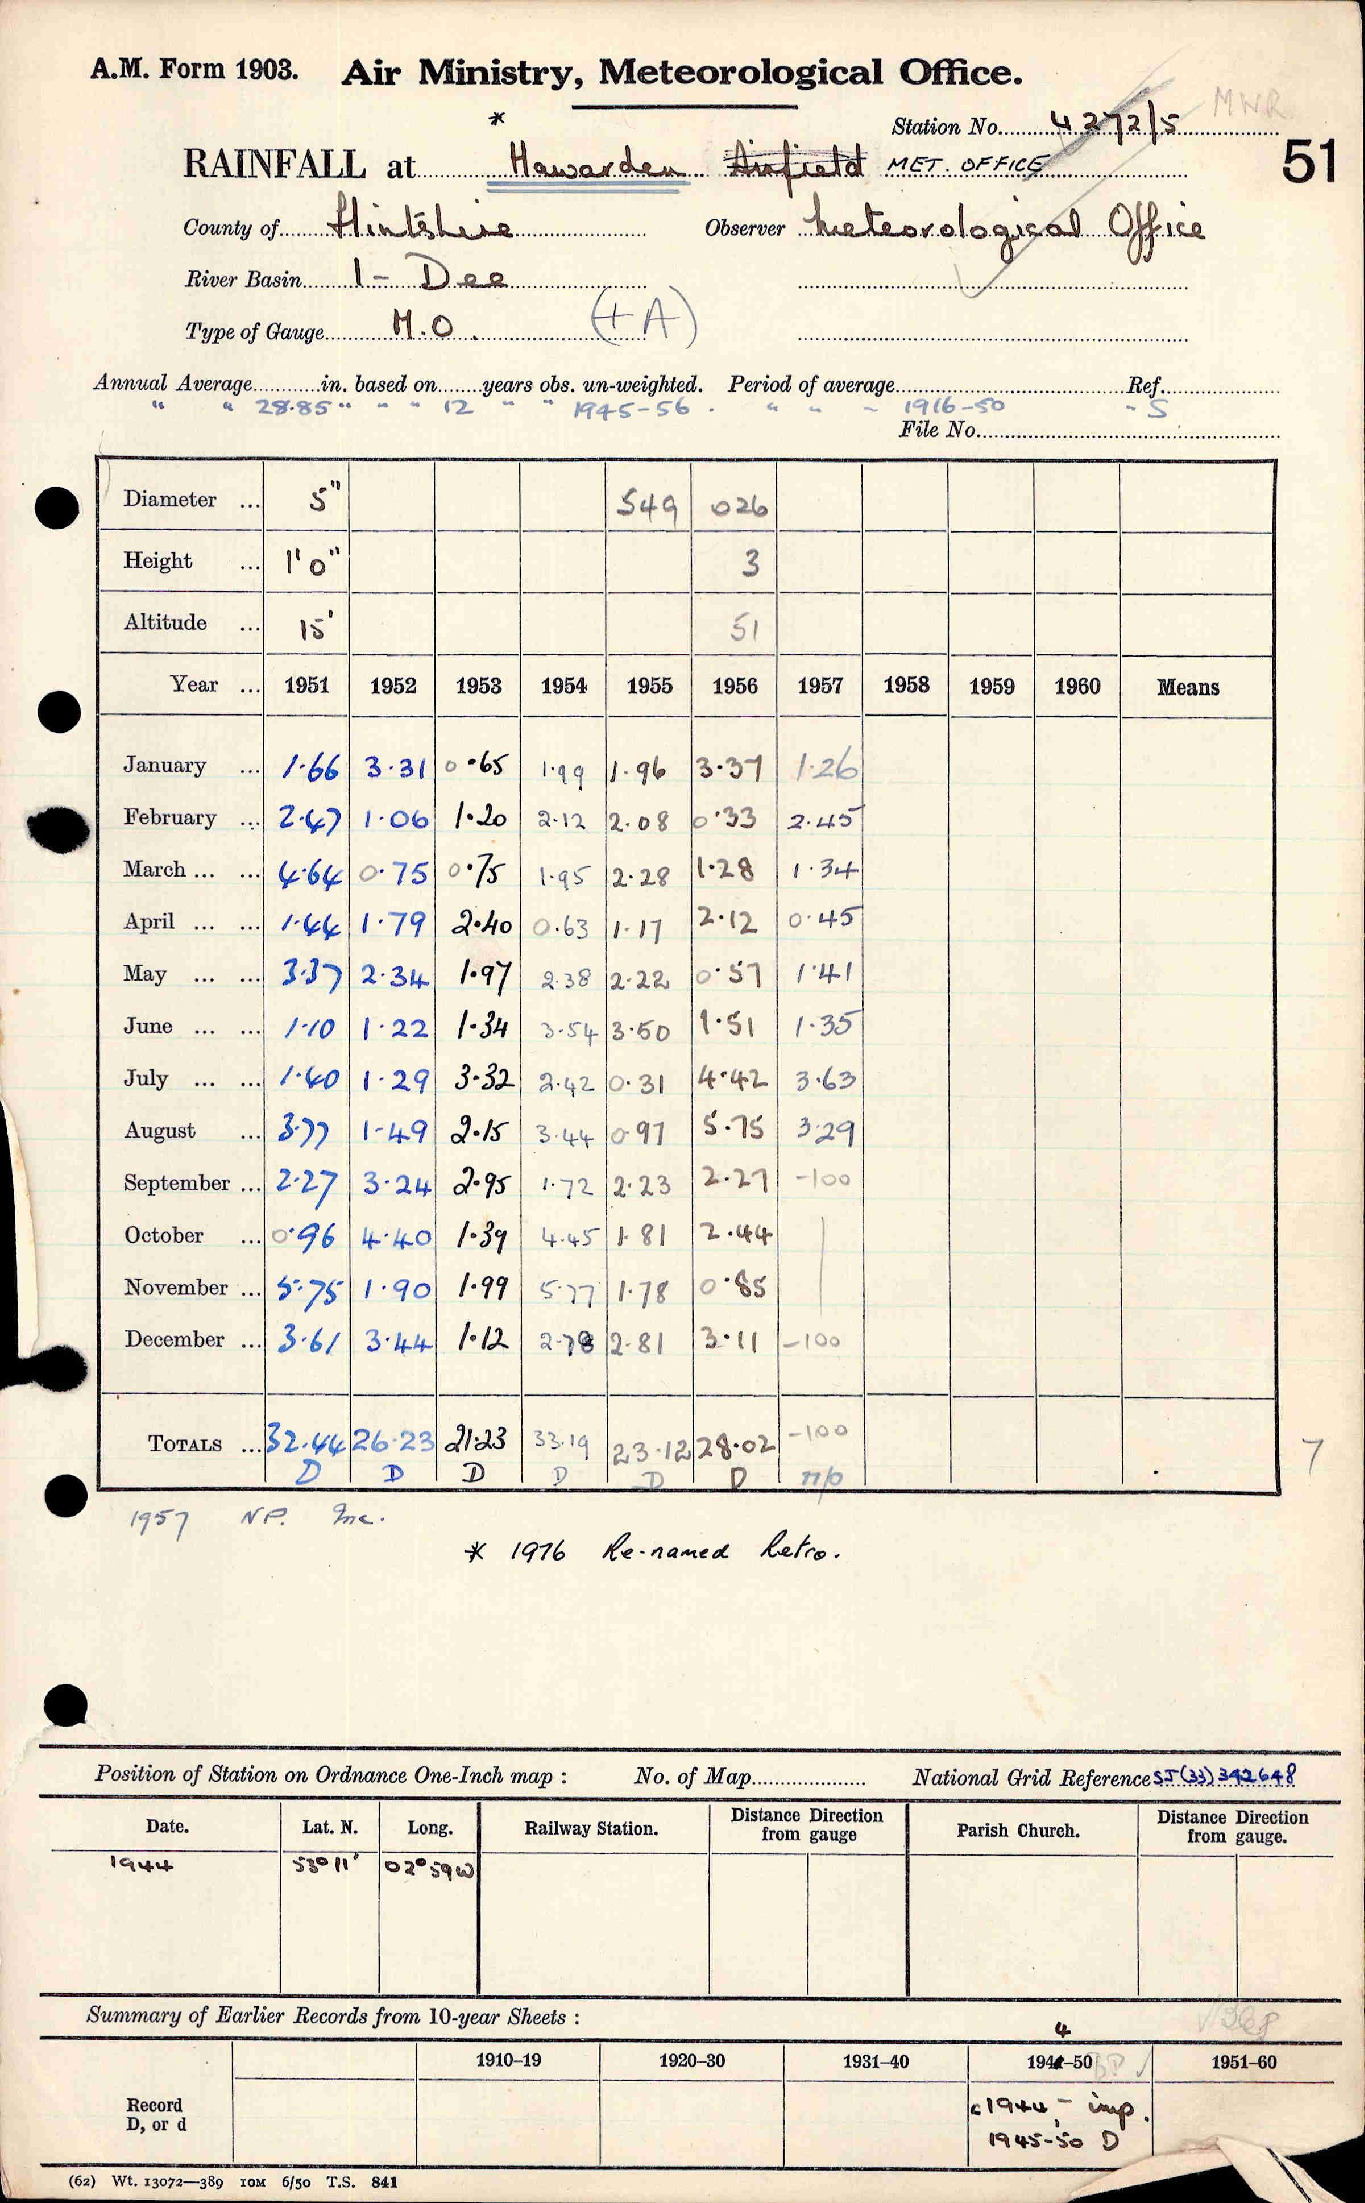 A.M. Form 1903. Air Ministry, Meteorological Office.
MWR
Station No. 4272/5
51
*
RAINFALL at Hawarden Airfield MET. OFFICE
County of Flintshire Observer Meteorological Office
River Basin 1 - Dee
Type of Gauge M.O. (+A)
Annual Average in. based on years obs. un-weighted. Period of average Ref.
" " 28.85 " " " 12 " " " 1945-56 . " " " 1916-50 " S
File No.
Diameter ... 5" 549 026
Height ... 1' 0" 3
Altitude ... 15' 51
Year ... 1951 1952 1953 1954 1955 1956 1957 1958 1959 1960 Means
January ... 1.66 3.31 0.65 1.99 1.96 3.37 1.26
February ... 2.47 1.06 1.20 2.12 2.08 0.33 2.45
March ... ... 4.64 0.75 0.75 1.95 2.28 1.28 1.34
April ... ... 1.44 1.79 2.40 0.63 1.17 2.12 0.45
May ... ... 3.37 2.34 1.97 2.38 2.22 0.57 1.41
June ... ... 1.10 1.22 1.34 3.54 3.50 1.51 1.35
July ... ... 1.40 1.29 3.32 2.42 0.31 4.42 3.63
August ... 3.77 1.49 2.15 3.44 0.97 5.75 3.29
September ... 2.27 3.24 2.95 1.72 2.23 2.27 -100
October ... 0.96 4.40 1.39 4.45 1.81 2.44
November ... 5.75 1.90 1.99 5.77 1.78 0.85
December ... 3.61 3.44 1.12 2.78 2.81 3.11 -100
TOTALS ... 32.44 26.23 21.23 33.19 23.12 28.02 -100
D D D D D D n/p
7
1957 NP. Inc.
* 1976 Re-named Retro.
Position of Station on Ordnance One-Inch map : No. of Map National Grid Reference SJ(33)342648
Date. Lat. N. Long. Railway Station. Distance Direction from gauge Parish Church. Distance Direction from gauge.
1944 53° 11' 02° 59 W
Summary of Earlier Records from 10-year Sheets :
4
1910–19 1920–30 1931–40 1941–50 1951–60
Record
D, or d
c 1944 - imp.
1945-50 D
(62) Wt. 13072—389 IOM 6/50 T.S. 841